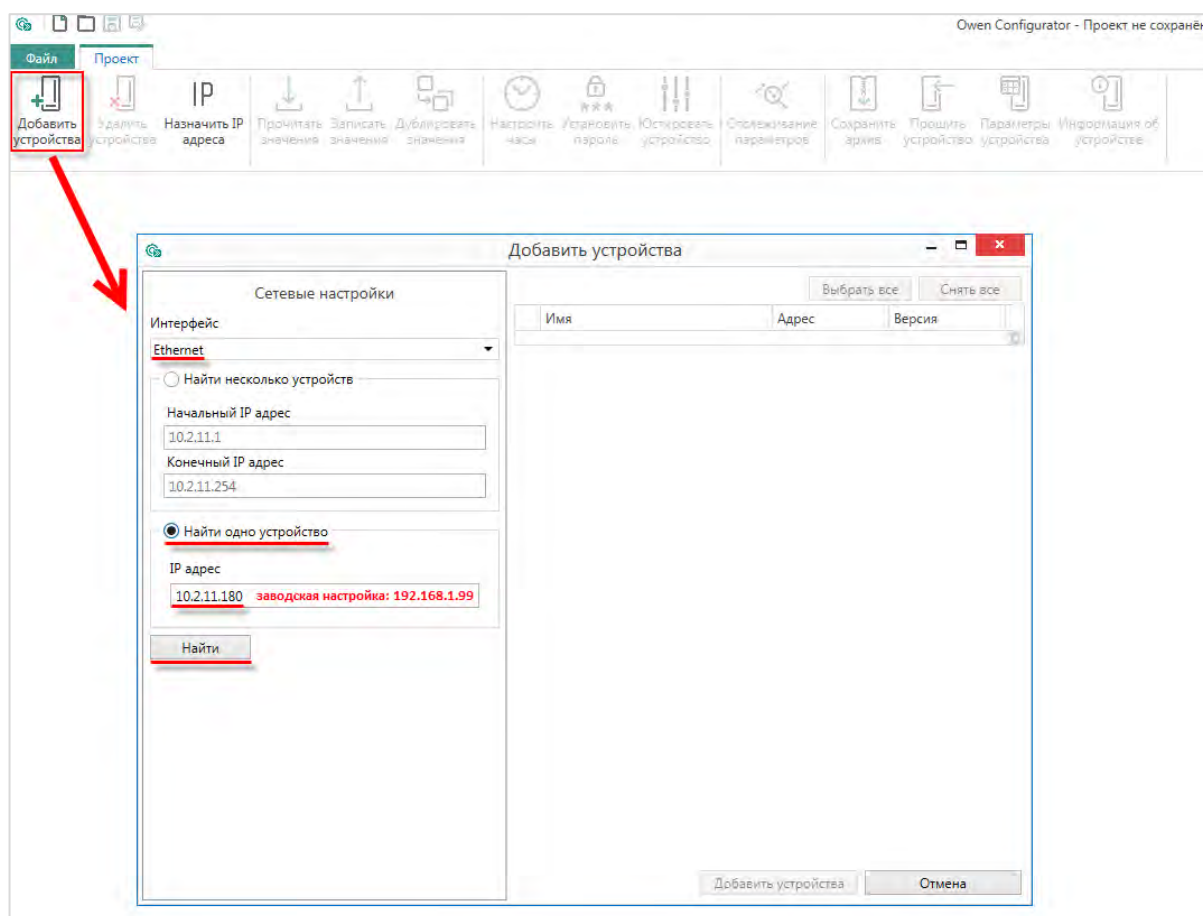 Owen Configurator - Проект не сохранён
Файл Проект
Добавить устройства
Удалить устройства
Назначить IP адреса
Прочитать значения
Записать значения
Дублировать значения
Настроить часы
Установить пароль
Юстировать устройство
Отслеживание параметров
Сохранить архив
Прошить устройство
Параметры устройства
Информация об устройстве
Добавить устройства
Сетевые настройки
Интерфейс
Ethernet
Найти несколько устройств
Начальный IP адрес
10.2.11.1
Конечный IP адрес
10.2.11.254
Найти одно устройство
IP адрес
10.2.11.180 заводская настройка: 192.168.1.99
Найти
Выбрать все Снять все
Имя Адрес Версия
Добавить устройства Отмена